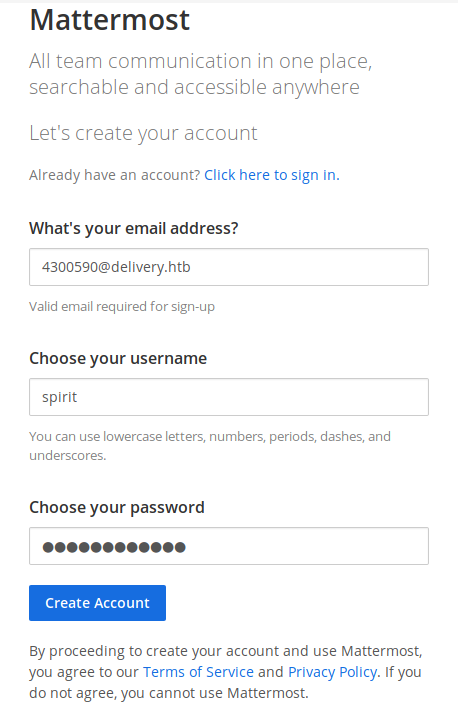 Mattermost
All team communication in one place,
searchable and accessible anywhere
Let's create your account
Already have an account? Click here to sign in.
What's your email address?
4300590@delivery.htb
Valid email required for sign-up
Choose your username
spirit
You can use lowercase letters, numbers, periods, dashes, and
underscores.
Choose your password
●●●●●●●●●●●●
Create Account
By proceeding to create your account and use Mattermost,
you agree to our Terms of Service and Privacy Policy. If you
do not agree, you cannot use Mattermost.